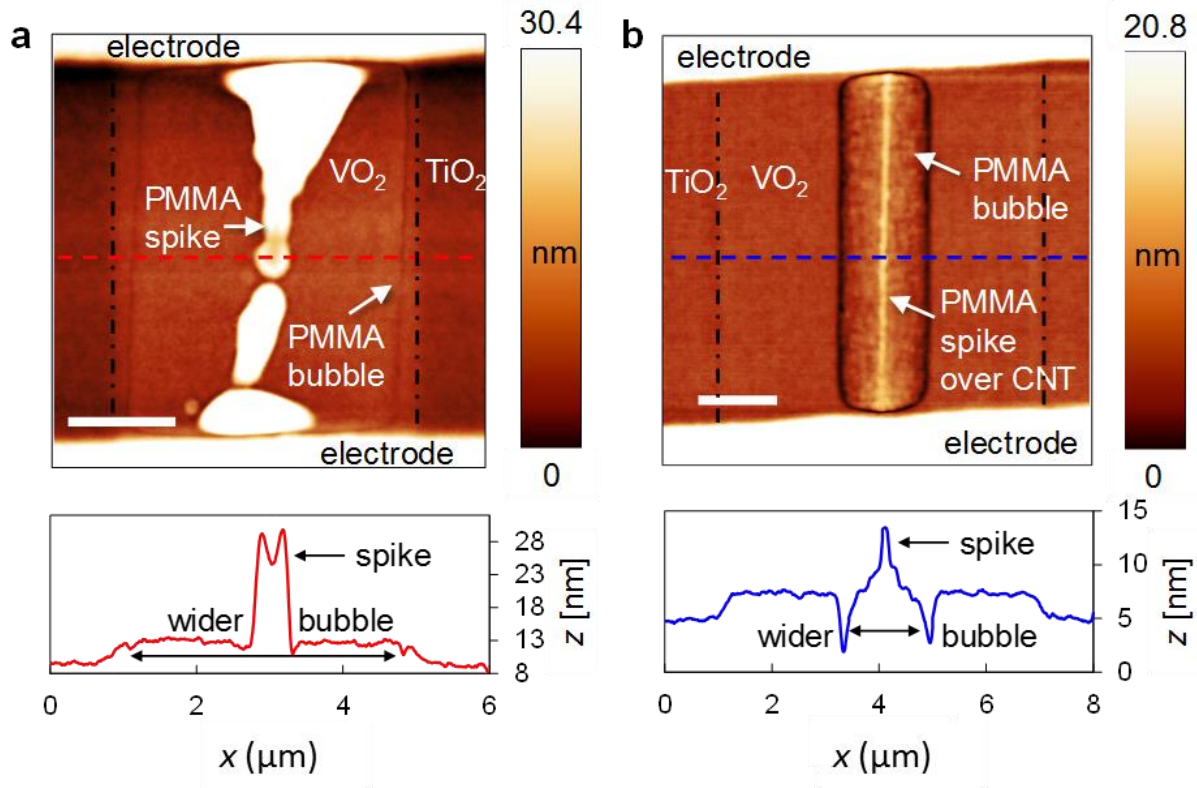 a
electrode
30.4
VO₂
TiO₂
PMMA
spike
nm
PMMA
bubble
electrode
0
28
spike
23
18
wider
bubble
13
8
z [nm]
0
2
4
6
x (μm)
b
electrode
20.8
TiO₂
VO₂
PMMA
bubble
nm
PMMA
spike
over CNT
electrode
0
15
spike
10
5
wider
bubble
0
z [nm]
0
2
4
6
8
x (μm)